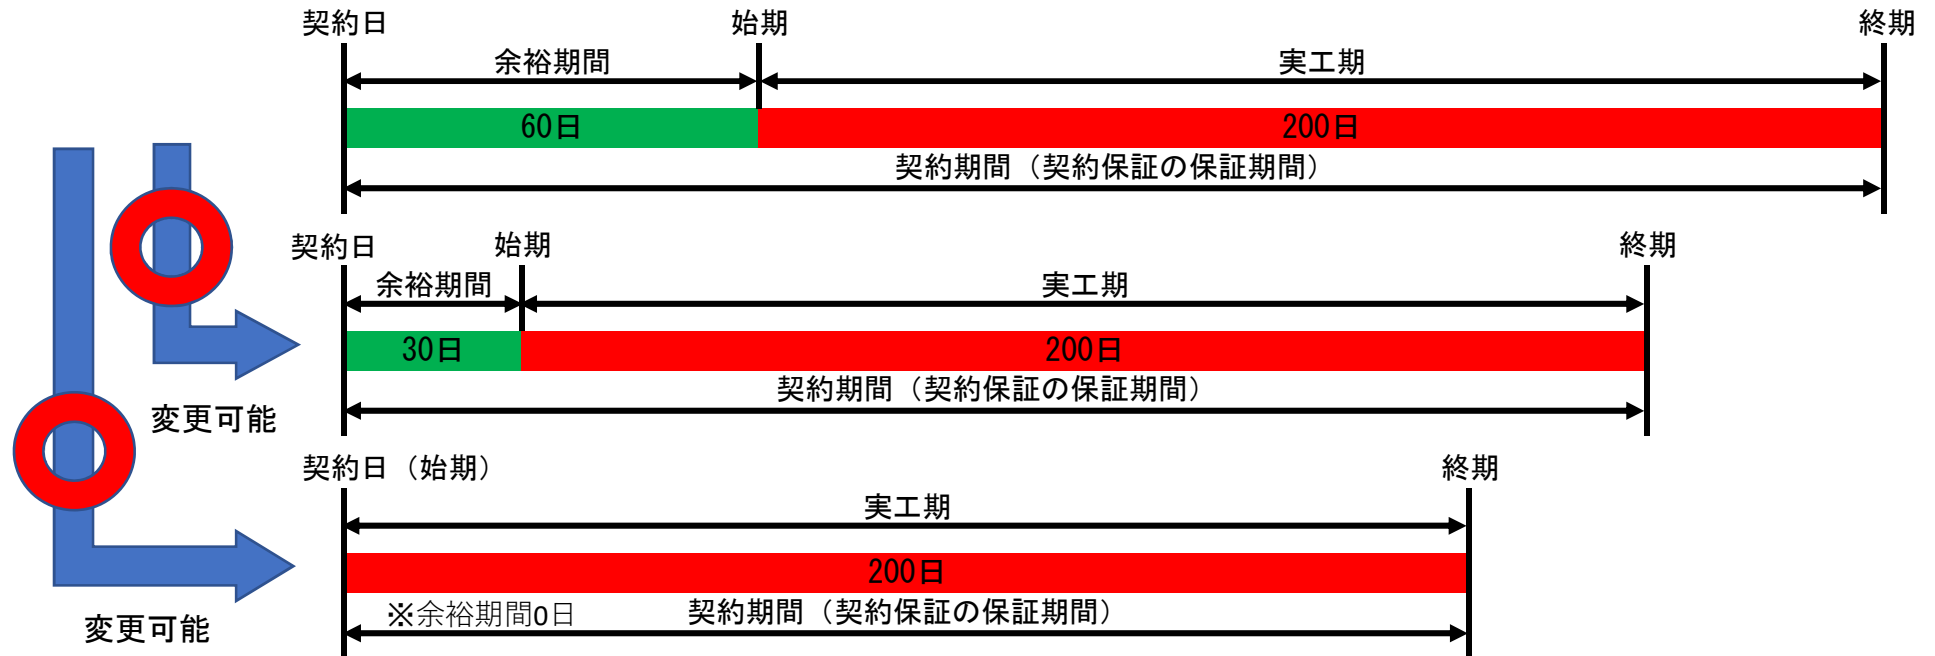 契約日
始期
終期
余裕期間
実工期
60日
200日
契約期間（契約保証の保証期間）
契約日
始期
終期
余裕期間
実工期
30日
200日
契約期間（契約保証の保証期間）
変更可能
契約日（始期）
終期
実工期
200日
※余裕期間0日
契約期間（契約保証の保証期間）
変更可能